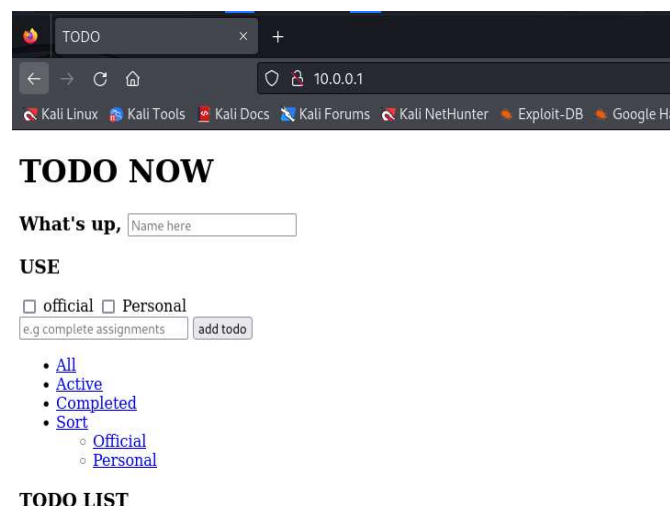 TODO
10.0.0.1
Kali Linux Kali Tools Kali Docs Kali Forums Kali NetHunter Exploit-DB Google
TODO NOW
What's up, Name here
USE
official Personal
e.g complete assignments add todo
All
Active
Completed
Sort
Official
Personal
TODO LIST